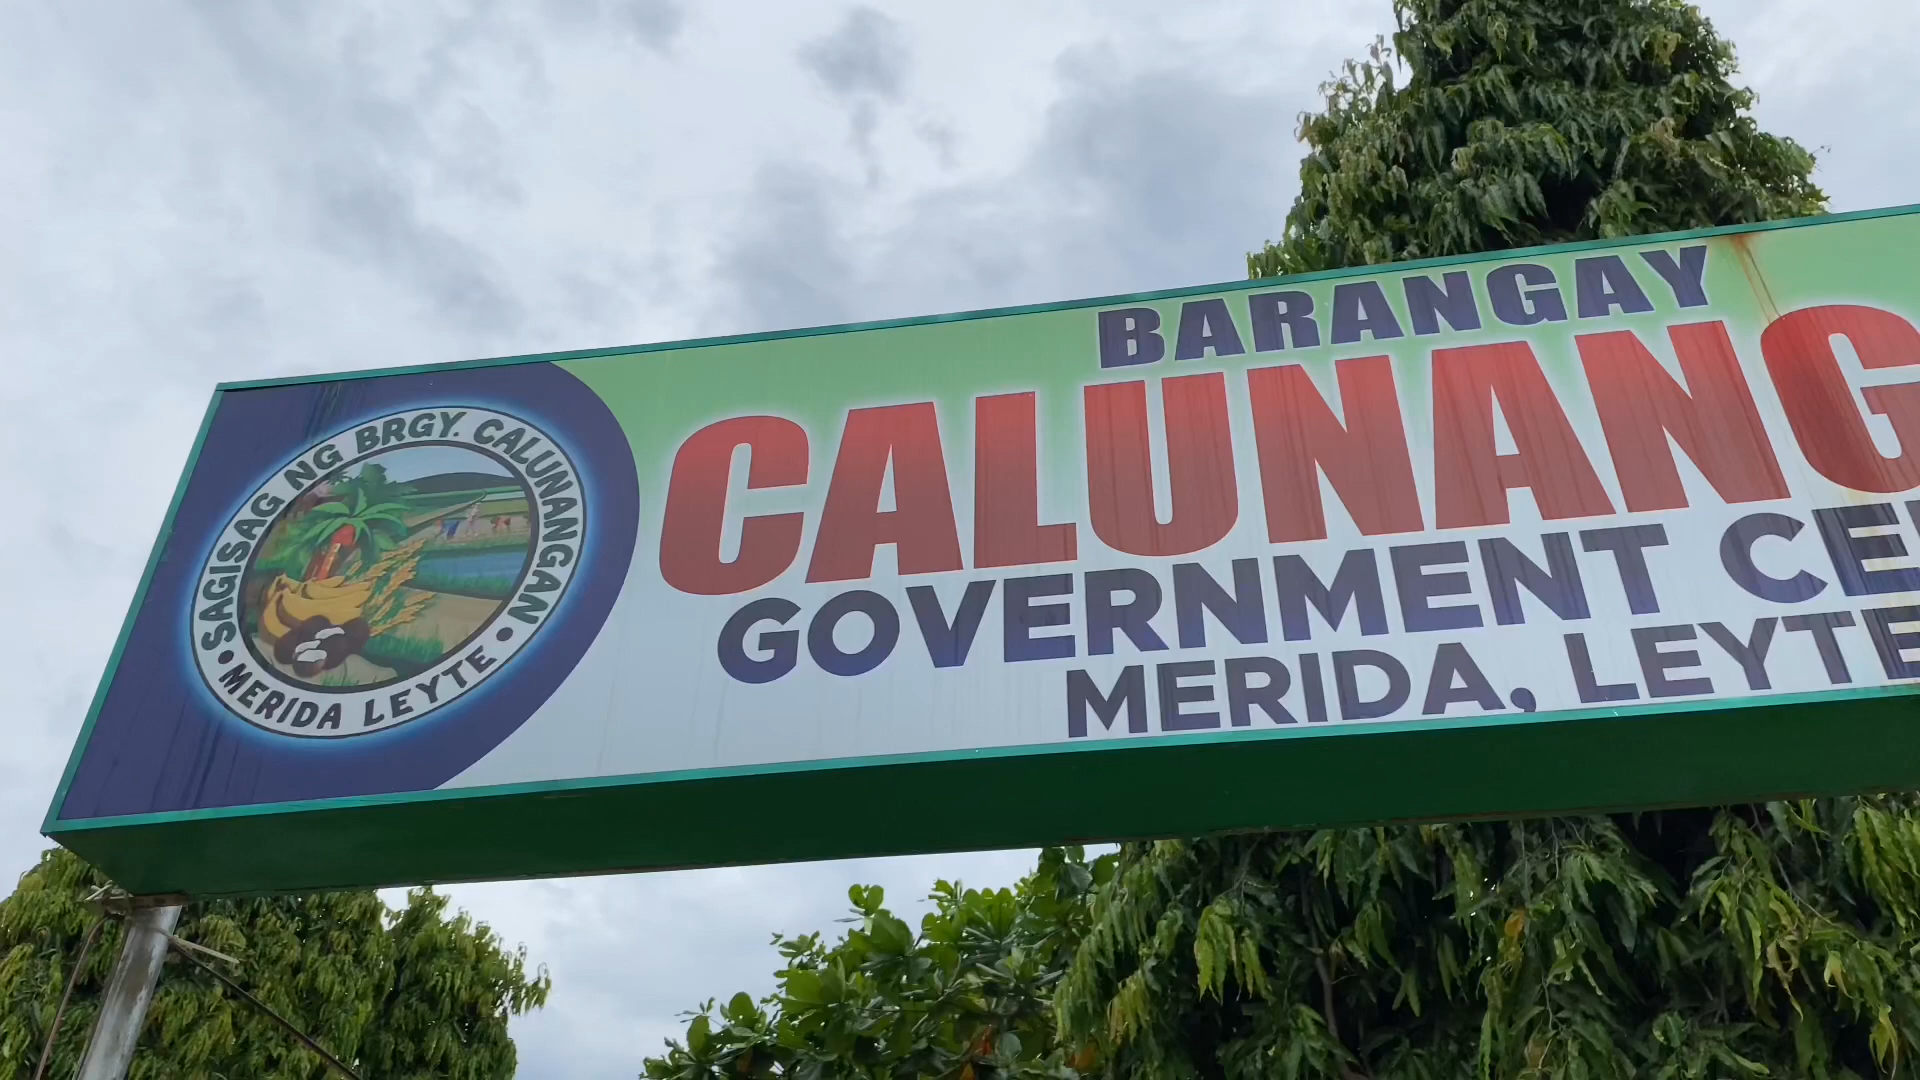 SAGISAG NG BRGY. CALUNANGAN
• MERIDA LEYTE •
BARANGAY
CALUNANG
GOVERNMENT CE
MERIDA, LEYTE